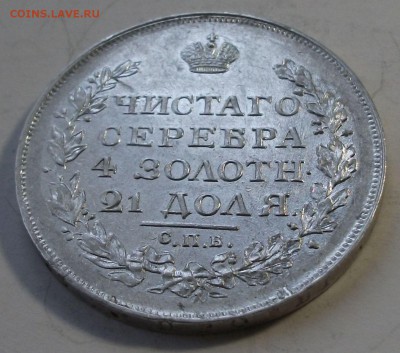 COINS.LAVE.RU
ЧИСТАГО
СЕРЕБРА
4 ЗОЛОТН.
21 ДОЛЯ
С.П.Б.